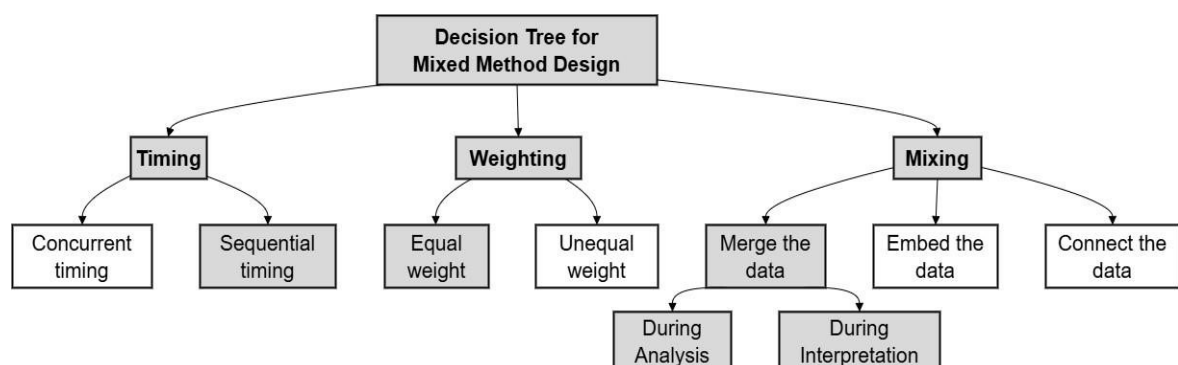 Decision Tree for
Mixed Method Design
Timing
Weighting
Mixing
Concurrent
timing
Sequential
timing
Equal
weight
Unequal
weight
Merge the
data
Embed the
data
Connect the
data
During
Analysis
During
Interpretation